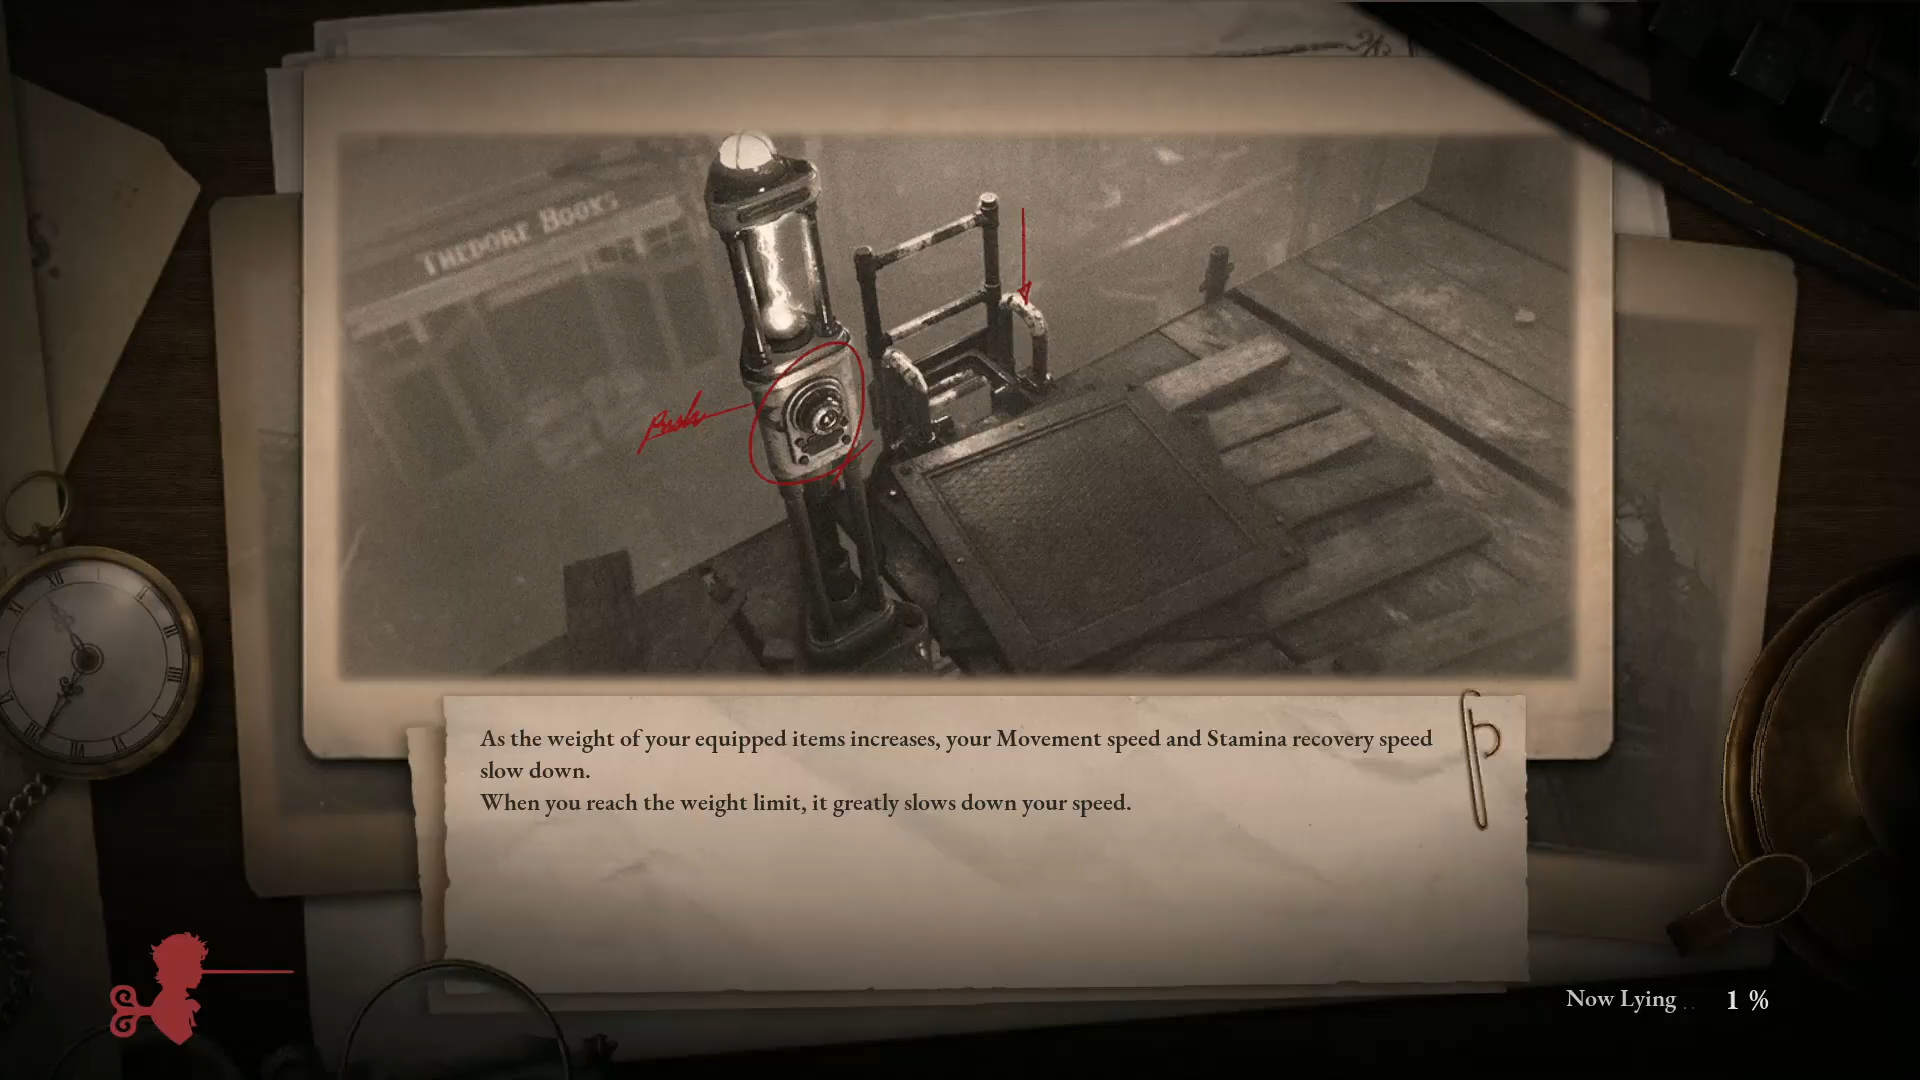 THEDORE BOOKS
Push
As the weight of your equipped items increases, your Movement speed and Stamina recovery speed
slow down.
When you reach the weight limit, it greatly slows down your speed.
Now Lying . . 1 %